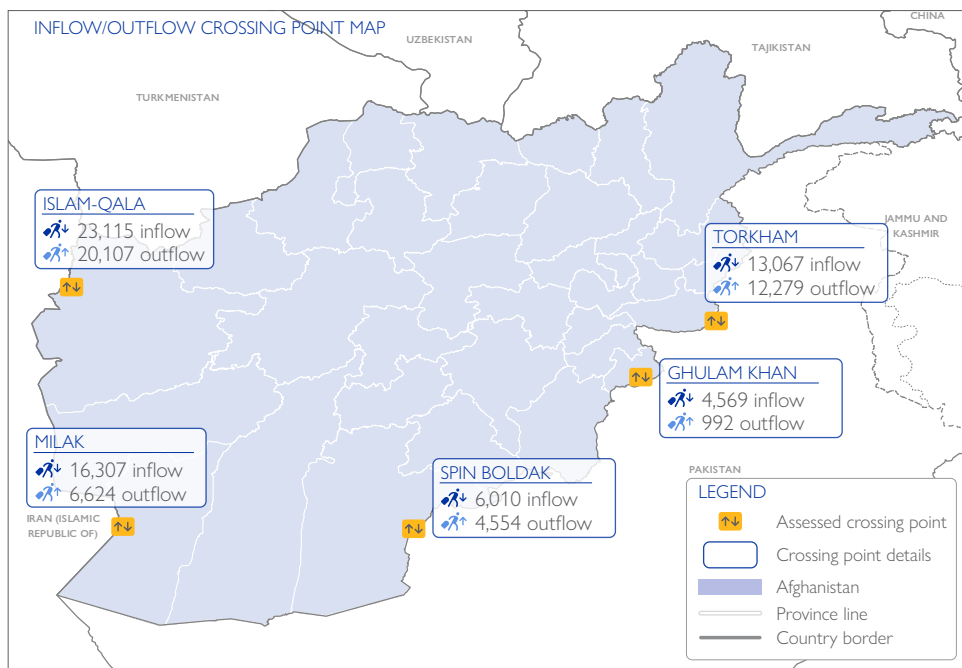 INFLOW/OUTFLOW CROSSING POINT MAP
CHINA
UZBEKISTAN
TAJIKISTAN
TURKMENISTAN
ISLAM-QALA
23,115 inflow
20,107 outflow
JAMMU AND
KASHMIR
TORKHAM
13,067 inflow
12,279 outflow
GHULAM KHAN
4,569 inflow
992 outflow
MILAK
16,307 inflow
6,624 outflow
IRAN (ISLAMIC
REPUBLIC OF)
SPIN BOLDAK
6,010 inflow
4,554 outflow
PAKISTAN
LEGEND
Assessed crossing point
Crossing point details
Afghanistan
Province line
Country border